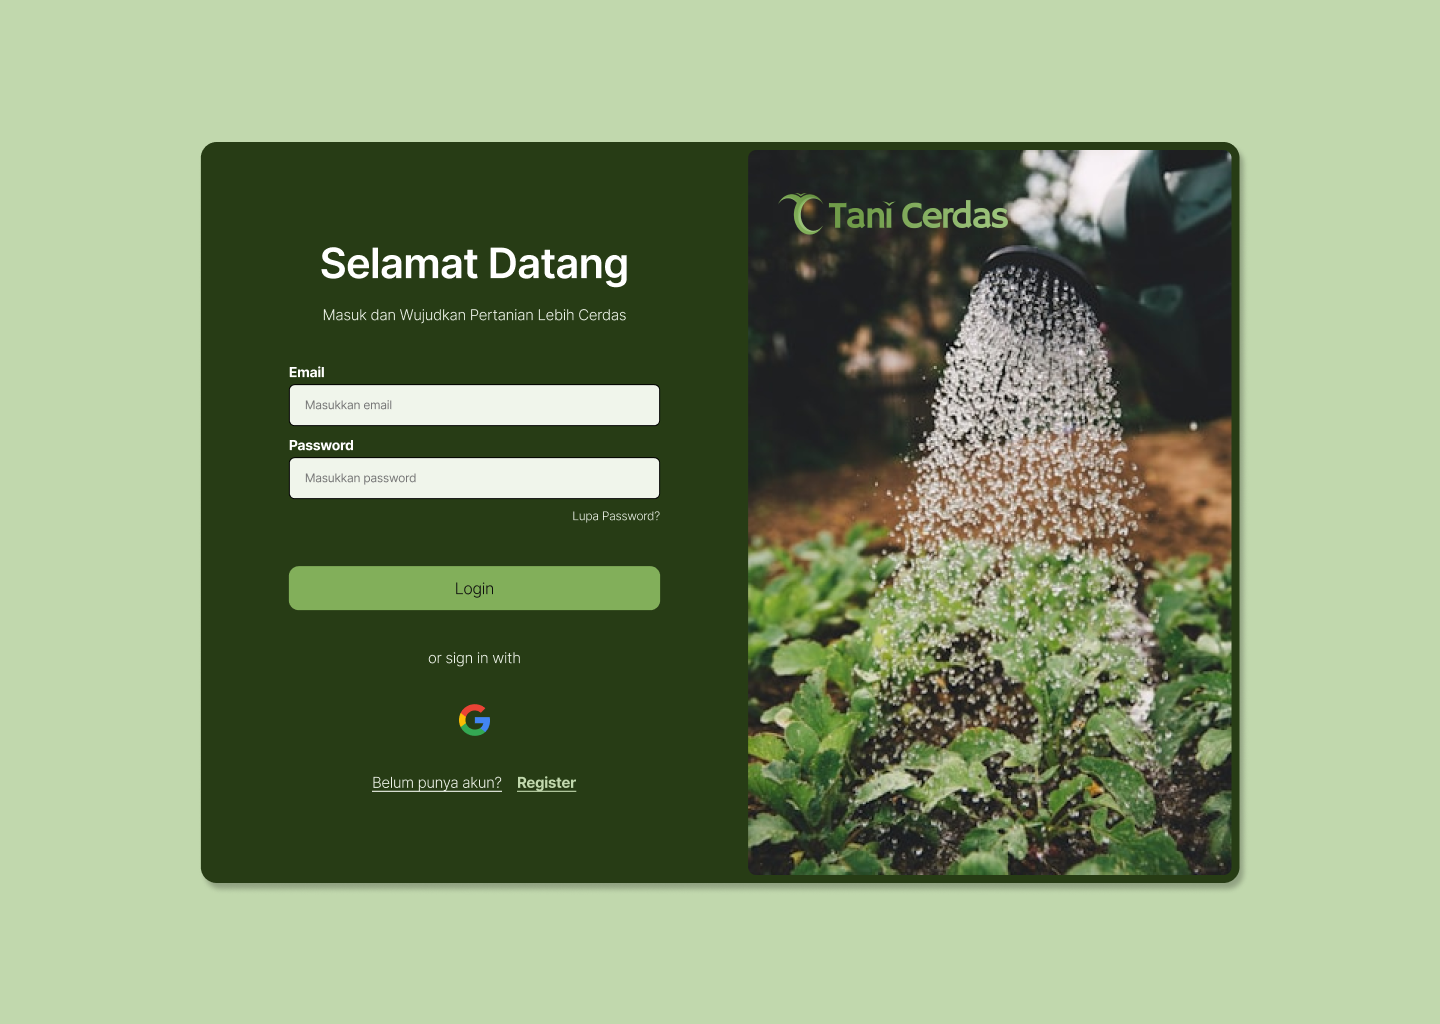 Tani Cerdas
Selamat Datang
Masuk dan Wujudkan Pertanian Lebih Cerdas
Email
Masukkan email
Password
Masukkan password
Lupa Password?
Login
or sign in with
Belum punya akun? Register